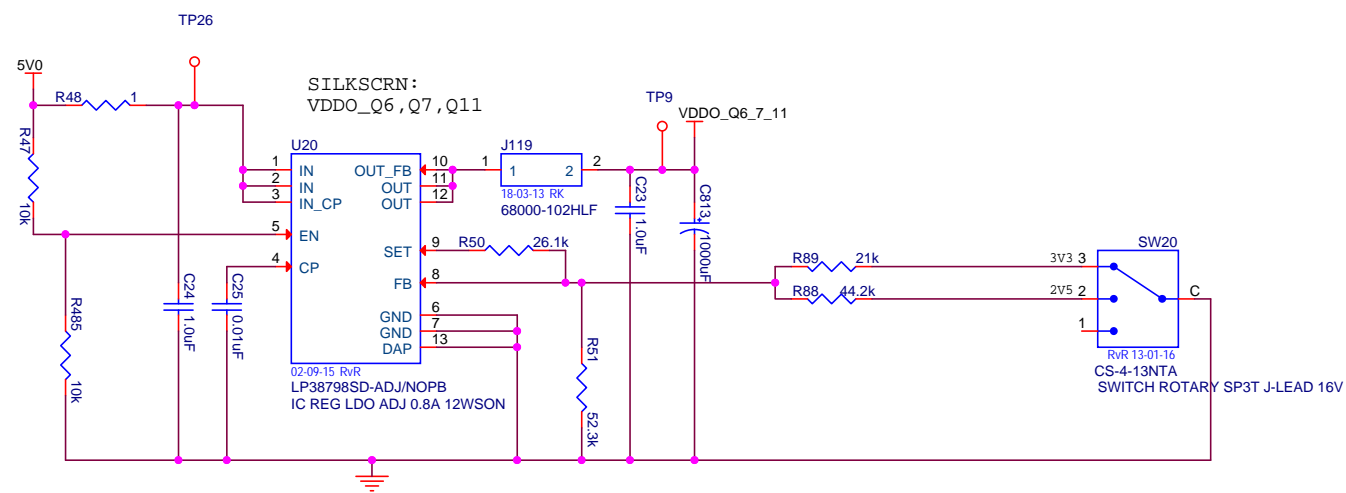 TP26
5V0
R48
1
SILKSCRN:
VDDO_Q6,Q7,Q11
TP9
VDDO_Q6_7_11
R47
10k
U20
1
IN
2
IN
3
IN_CP
5
EN
4
CP
OUT_FB
10
OUT
11
OUT
12
SET
9
FB
8
GND
6
GND
7
DAP
13
02-09-15 RvR
LP38798SD-ADJ/NOPB
IC REG LDO ADJ 0.8A 12WSON
J119
1
1
2
2
18-03-13 RK
68000-102HLF
C23
1.0uF
C813
+
1000uF
R50
26.1k
R89
21k
R88
44.2k
SW20
3V3
3
2V5
2
1
C
RvR 13-01-16
CS-4-13NTA
SWITCH ROTARY SP3T J-LEAD 16V
R485
10k
C24
1.0uF
C25
0.01uF
R51
52.3k